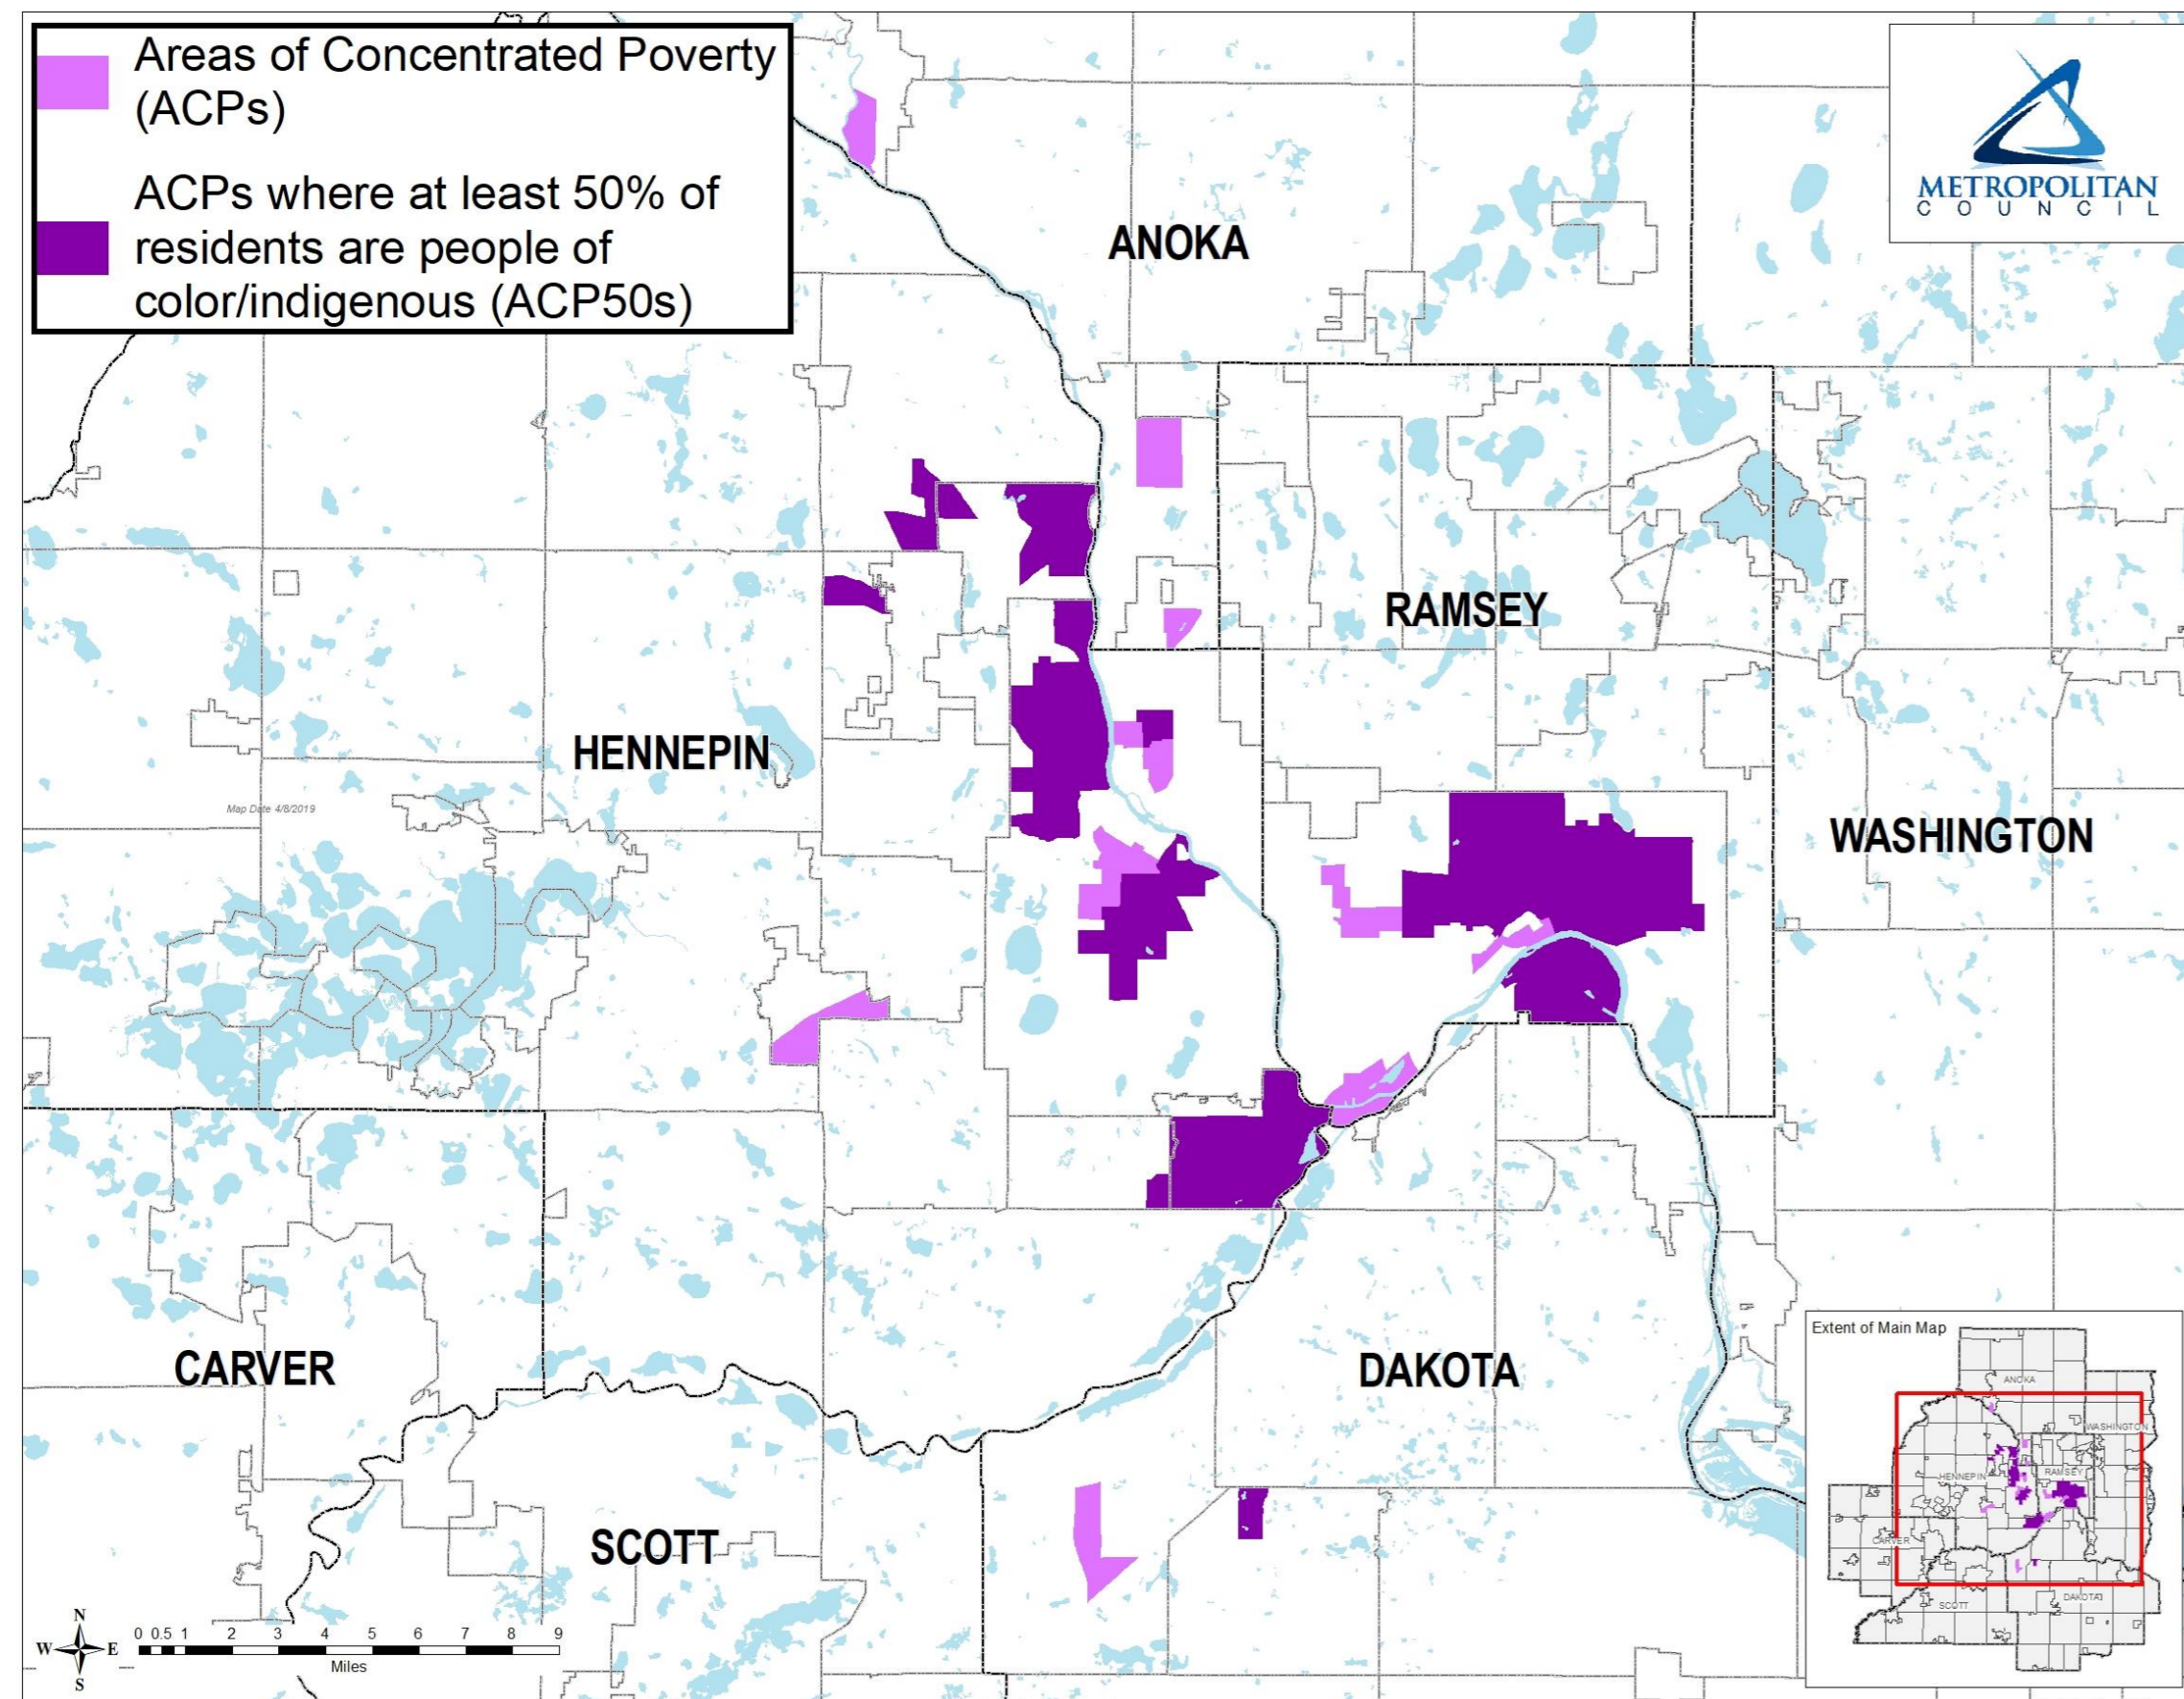 Areas of Concentrated Poverty
(ACPs)
ACPs where at least 50% of
residents are people of
color/indigenous (ACP50s)
METROPOLITAN
COUNCIL
ANOKA
RAMSEY
HENNEPIN
Map Date 4/8/2019
WASHINGTON
CARVER
DAKOTA
SCOTT
N
W E
S
0 0.5 1 2 3 4 5 6 7 8 9
Miles
Extent of Main Map
ANOKA
WASHINGTON
HENNEPIN
RAMSEY
CARVER
SCOTT
DAKOTA